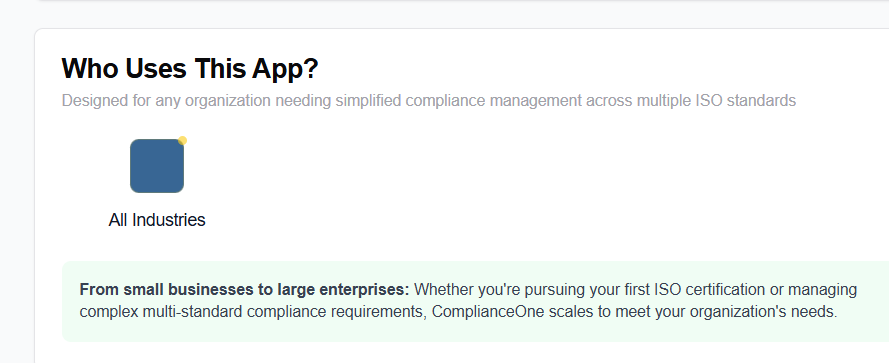 Who Uses This App?
Designed for any organization needing simplified compliance management across multiple ISO standards
All Industries
From small businesses to large enterprises: Whether you're pursuing your first ISO certification or managing
complex multi-standard compliance requirements, ComplianceOne scales to meet your organization's needs.